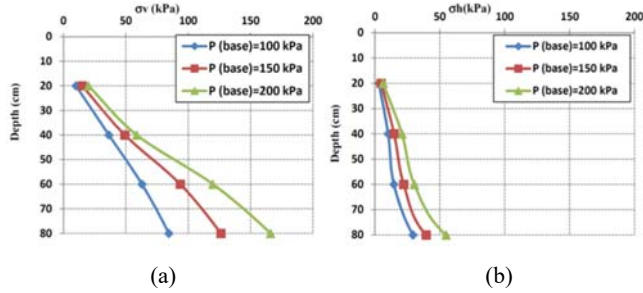 σv (kPa)
0 50 100 150 200
0
10
20
30
40
50
60
70
80
Depth (cm)
P (base)=100 kPa
P (base)=150 kPa
P (base)=200 kPa
(a)
σh(kPa)
0 50 100 150 200
0
10
20
30
40
50
60
70
80
Depth (cm)
P (base)=100 kPa
P (base)=150 kPa
P (base)=200 kPa
(b)